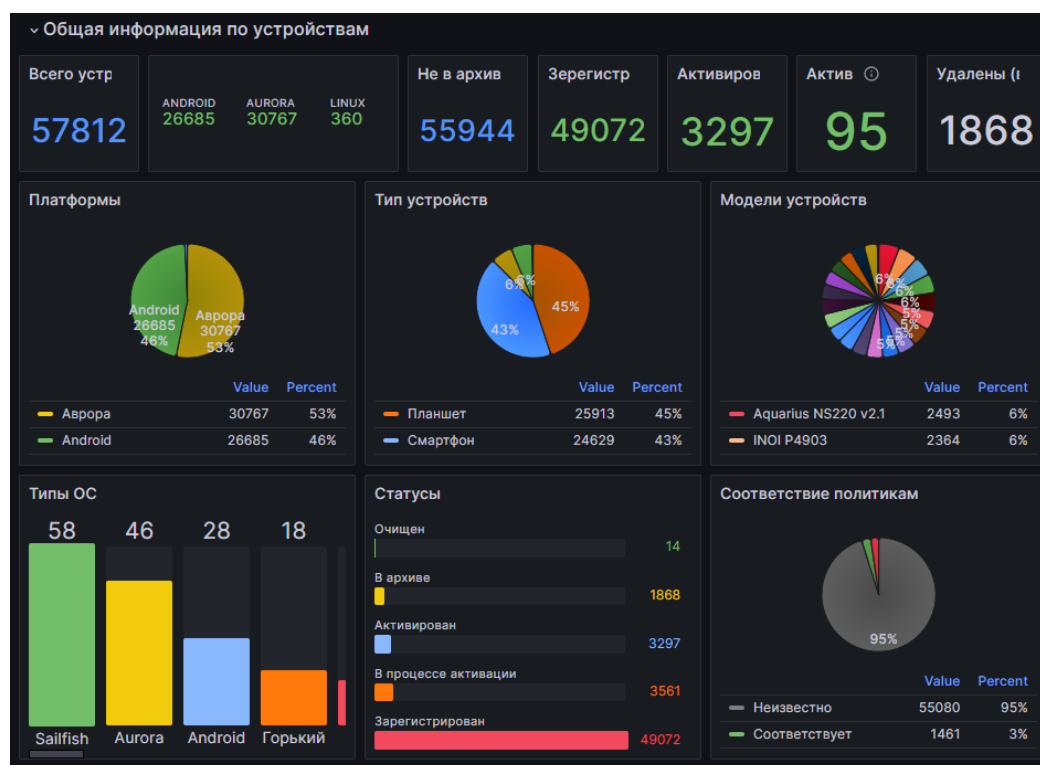 Общая информация по устройствам
Всего устр
ANDROID AURORA LINUX
26685 30767 360
Не в архив
Зерегистр
Активиров
Актив
Удалены (
57812
55944
49072
3297
95
1868
Платформы
Android
26685
46%
Аврора
30767
53%
Value Percent
Аврора 30767 53%
Android 26685 46%
Тип устройств
6%
6%
45%
43%
Value Percent
Планшет 25913 45%
Смартфон 24629 43%
Модели устройств
6%
6%
6%
6%
5%
5%
5%
5%
5%
Value Percent
Aquarius NS220 v2.1 2493 6%
INOI P4903 2364 6%
Типы ОС
58 46 28 18
Sailfish Aurora Android Горький
Статусы
Очищен
14
В архиве
1868
Активирован
3297
В процессе активации
3561
Зарегистрирован
49072
Соответствие политикам
95%
Value Percent
Неизвестно 55080 95%
Соответствует 1461 3%